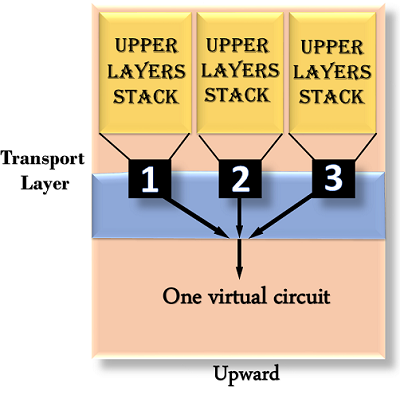 UPPER
LAYERS
STACK
UPPER
LAYERS
STACK
UPPER
LAYERS
STACK
Transport
Layer
1
2
3
One virtual circuit
Upward